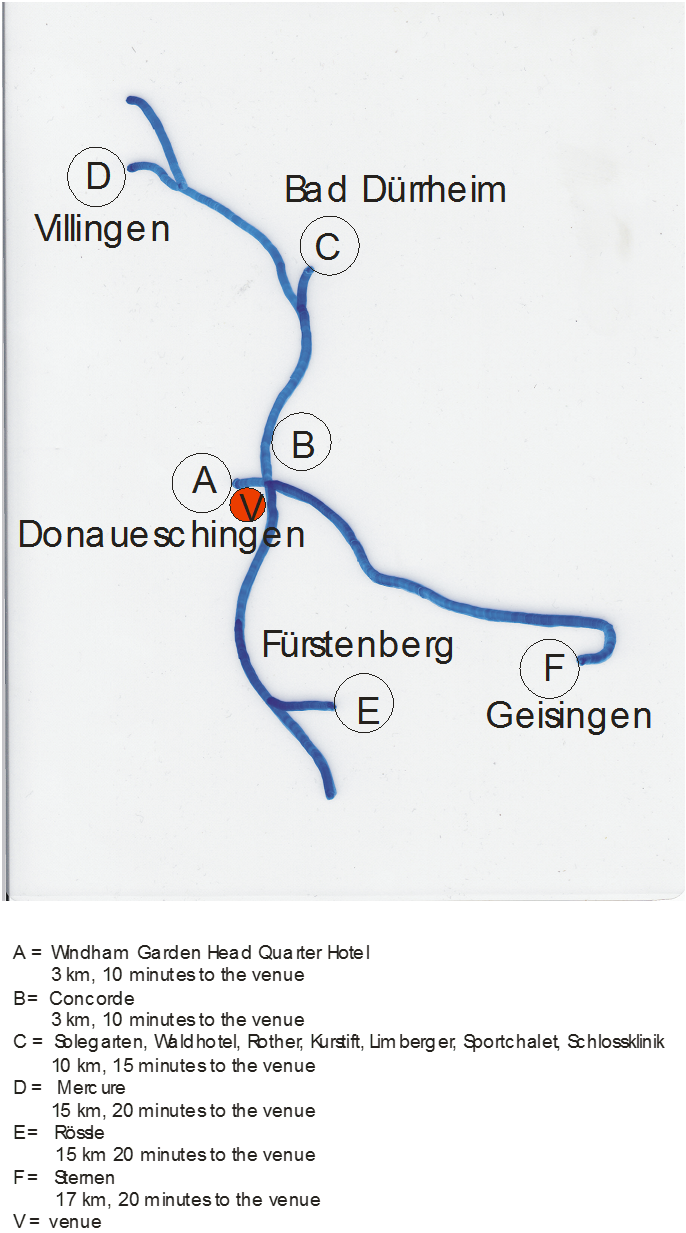 D
Villingen
Bad Dürrheim
C
B
A
V
Donaueschingen
Fürstenberg
F
E
Geisingen
A = Windham Garden Head Quarter Hotel
3 km, 10 minutes to the venue
B= Concorde
3 km, 10 minutes to the venue
C = Solegarten, Waldhotel, Rother, Kurstift, Limberger, Sportchalet, Schlossklinik
10 km, 15 minutes to the venue
D = Mercure
15 km, 20 minutes to the venue
E= Rössle
15 km 20 minutes to the venue
F= Sternen
17 km, 20 minutes to the venue
V= venue